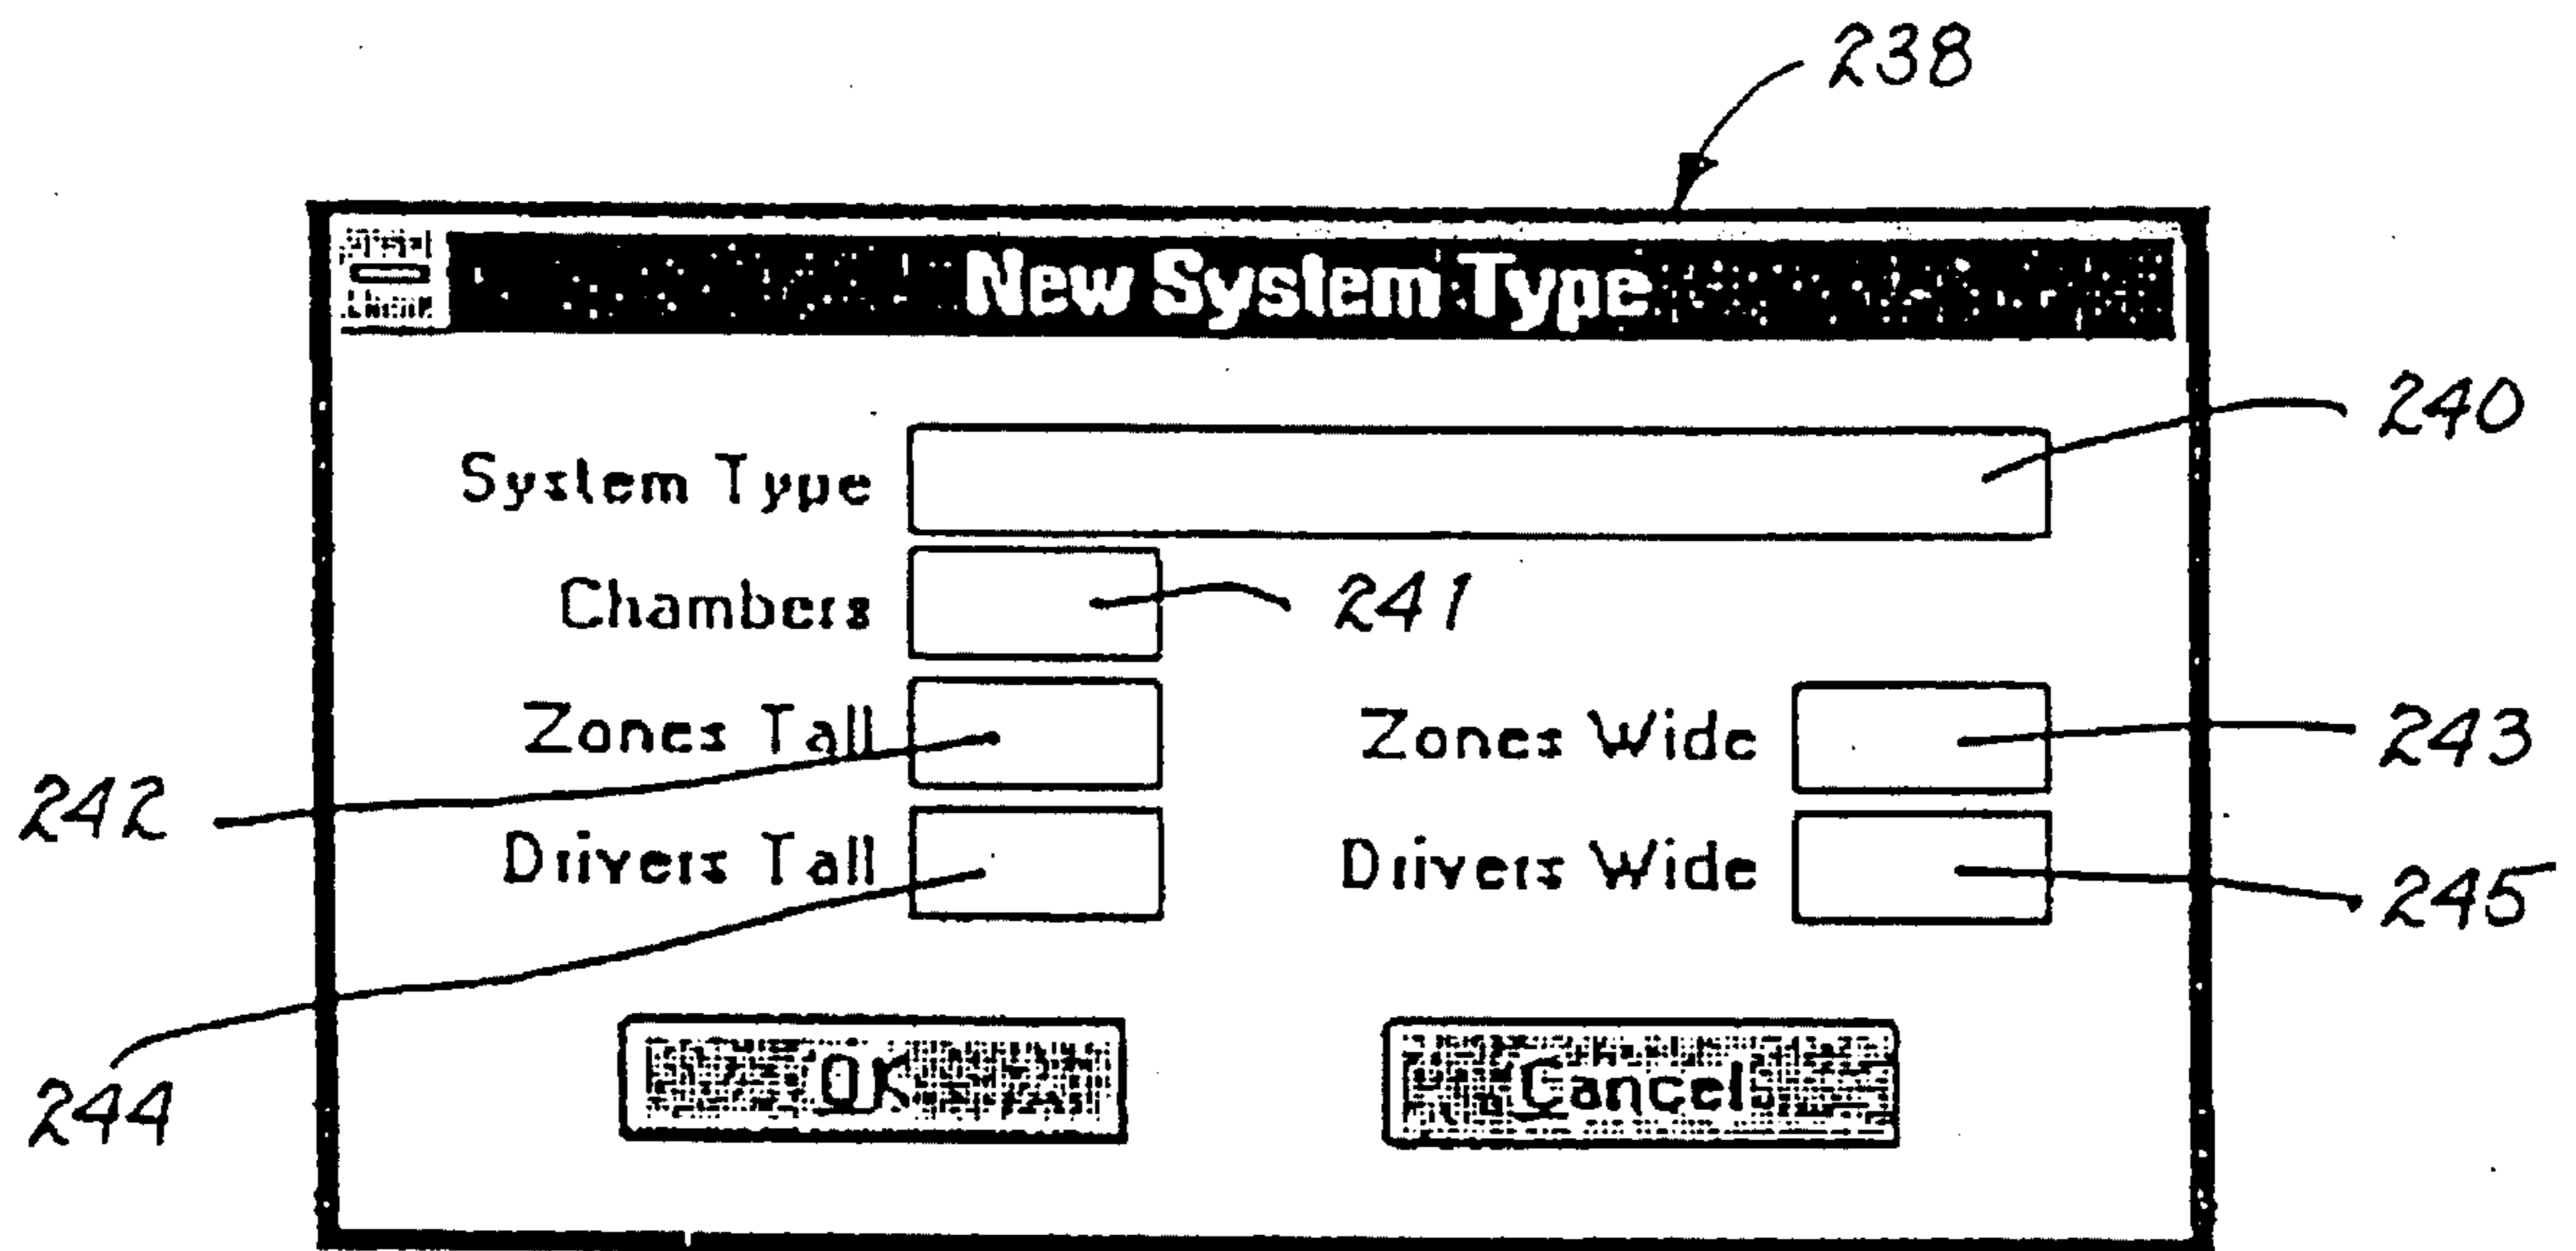 238
New System Type
System Type 240
Chambers 241
Zones Tall Zones Wide 243
242
Drivers Tall Drivers Wide 245
OK Cancel
244